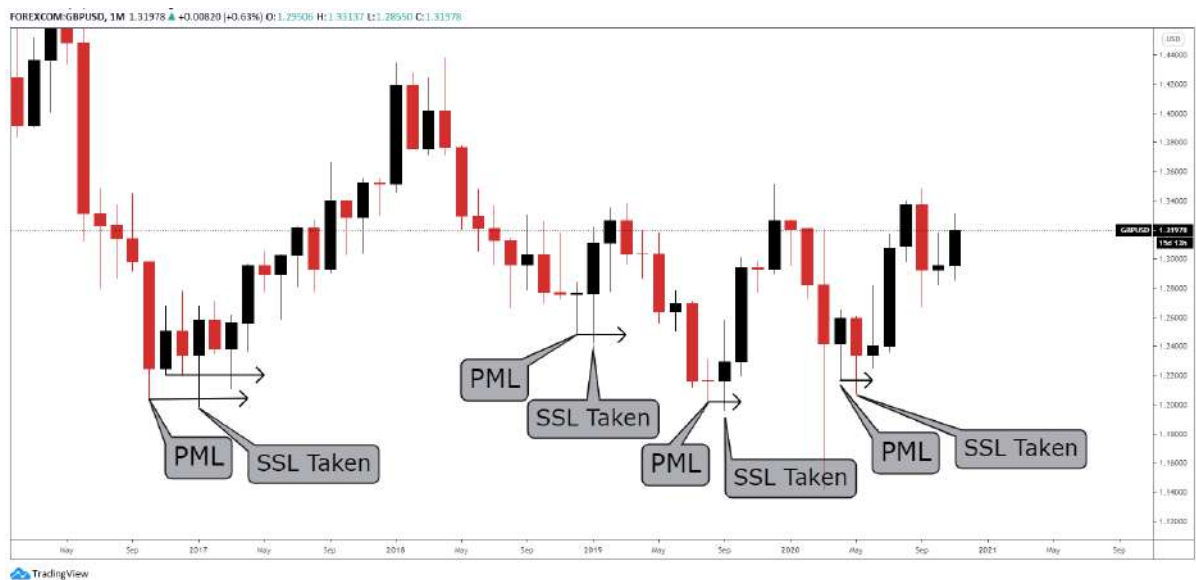 FOREXCOM:GBPUSD, 1M 1.31978 ▲ +0.00820 (+0.63%) O:1.29506 H:1.33137 L:1.28550 C:1.31978
USD
1.44000
1.42000
1.40000
1.38000
1.36000
1.34000
GBPUSD 1.31978
15d 12h
1.30000
1.28000
1.26000
1.24000
1.22000
1.20000
1.18000
1.16000
1.14000
1.12000
PML
SSL Taken
PML
SSL Taken
PML
SSL Taken
PML
SSL Taken
May Sep 2017 May Sep 2018 May Sep 2019 May Sep 2020 May Sep 2021 May Sep
TradingView